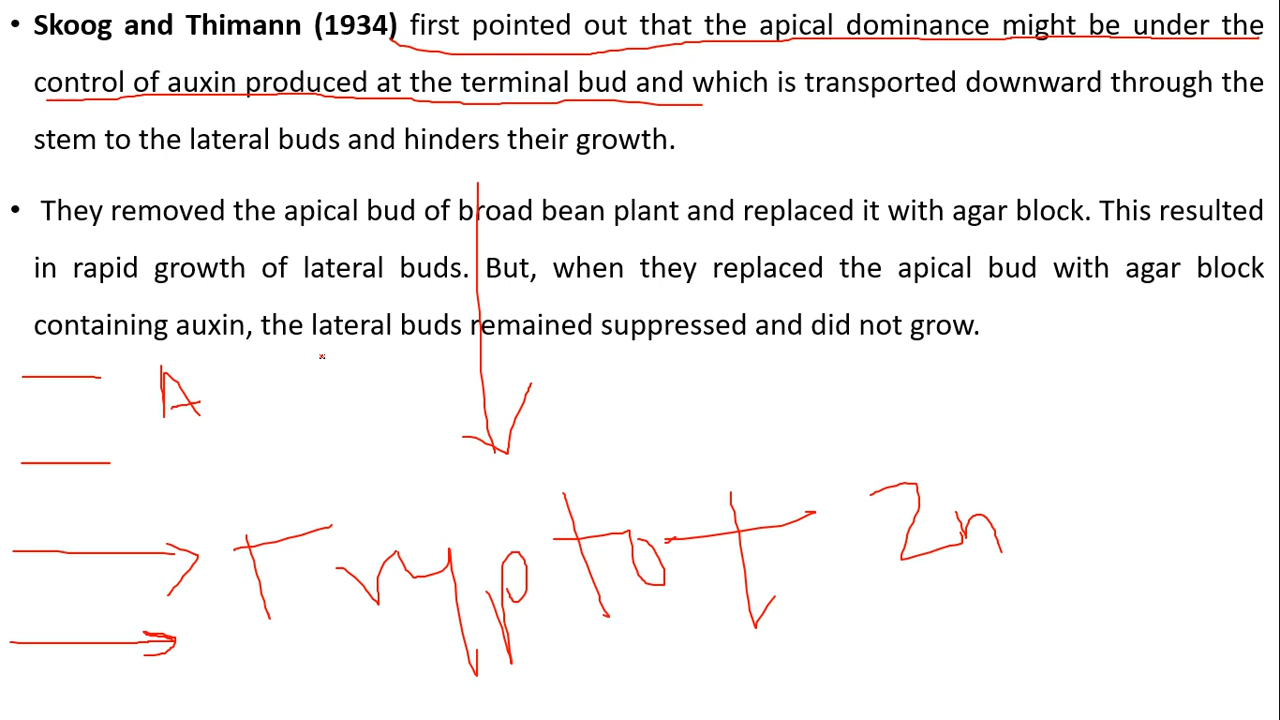 • Skoog and Thimann (1934) first pointed out that the apical dominance might be under the
control of auxin produced at the terminal bud and which is transported downward through the
stem to the lateral buds and hinders their growth.
• They removed the apical bud of broad bean plant and replaced it with agar block. This resulted
in rapid growth of lateral buds. But, when they replaced the apical bud with agar block
containing auxin, the lateral buds remained suppressed and did not grow.
A
Tryptot Zn